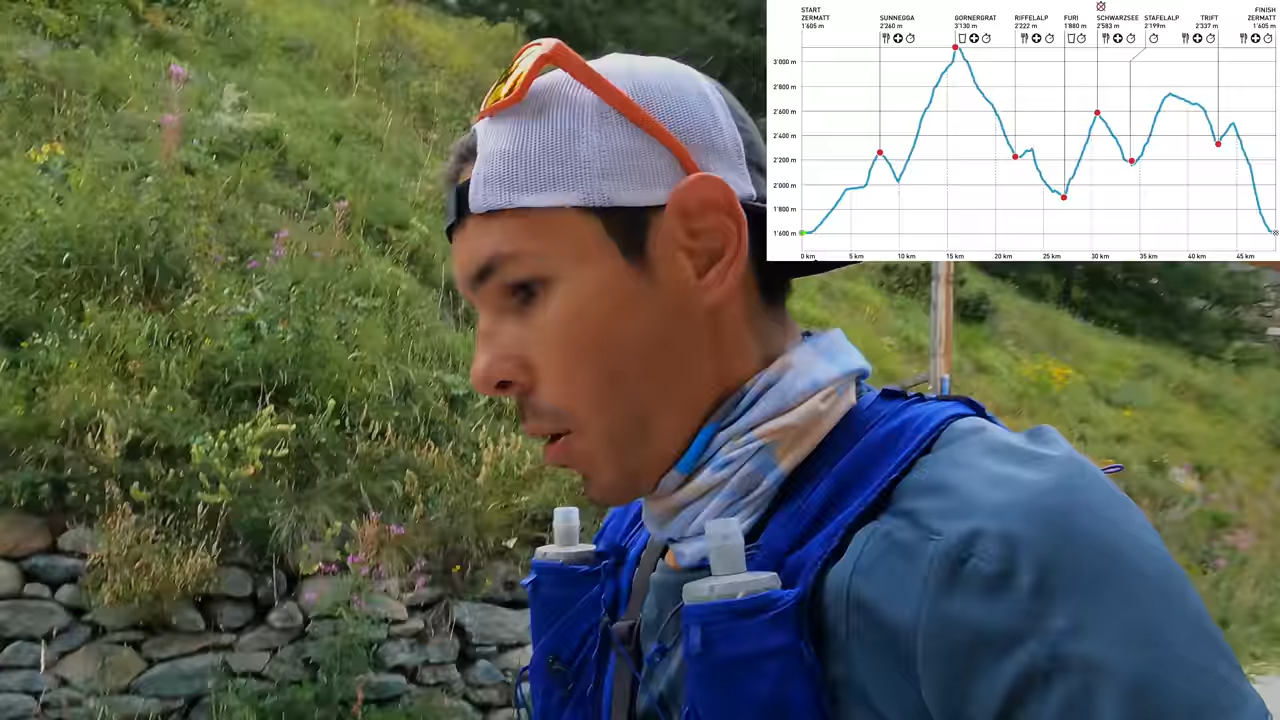 START
ZERMATT
1'605 m
SUNNEGGA
2'260 m
GORNERGRAT
3'130 m
RIFFELALP
2'222 m
FURI
1'880 m
SCHWARZSEE
2'583 m
STAFELALP
2'199m
TRIFT
2'337 m
FINISH
ZERMATT
1'605 m
3'000 m
2'800 m
2'600 m
2'400 m
2'200 m
2'000 m
1'800 m
1'600 m
0 km 5 km 10 km 15 km 20 km 25 km 30 km 35 km 40 km 45 km